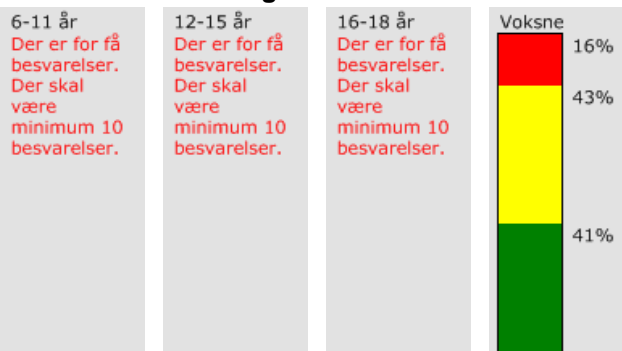 6-11 år
Der er for få
besvarelser.
Der skal
være
minimum 10
besvarelser.
12-15 år
Der er for få
besvarelser.
Der skal
være
minimum 10
besvarelser.
16-18 år
Der er for få
besvarelser.
Der skal
være
minimum 10
besvarelser.
Voksne
16%
43%
41%